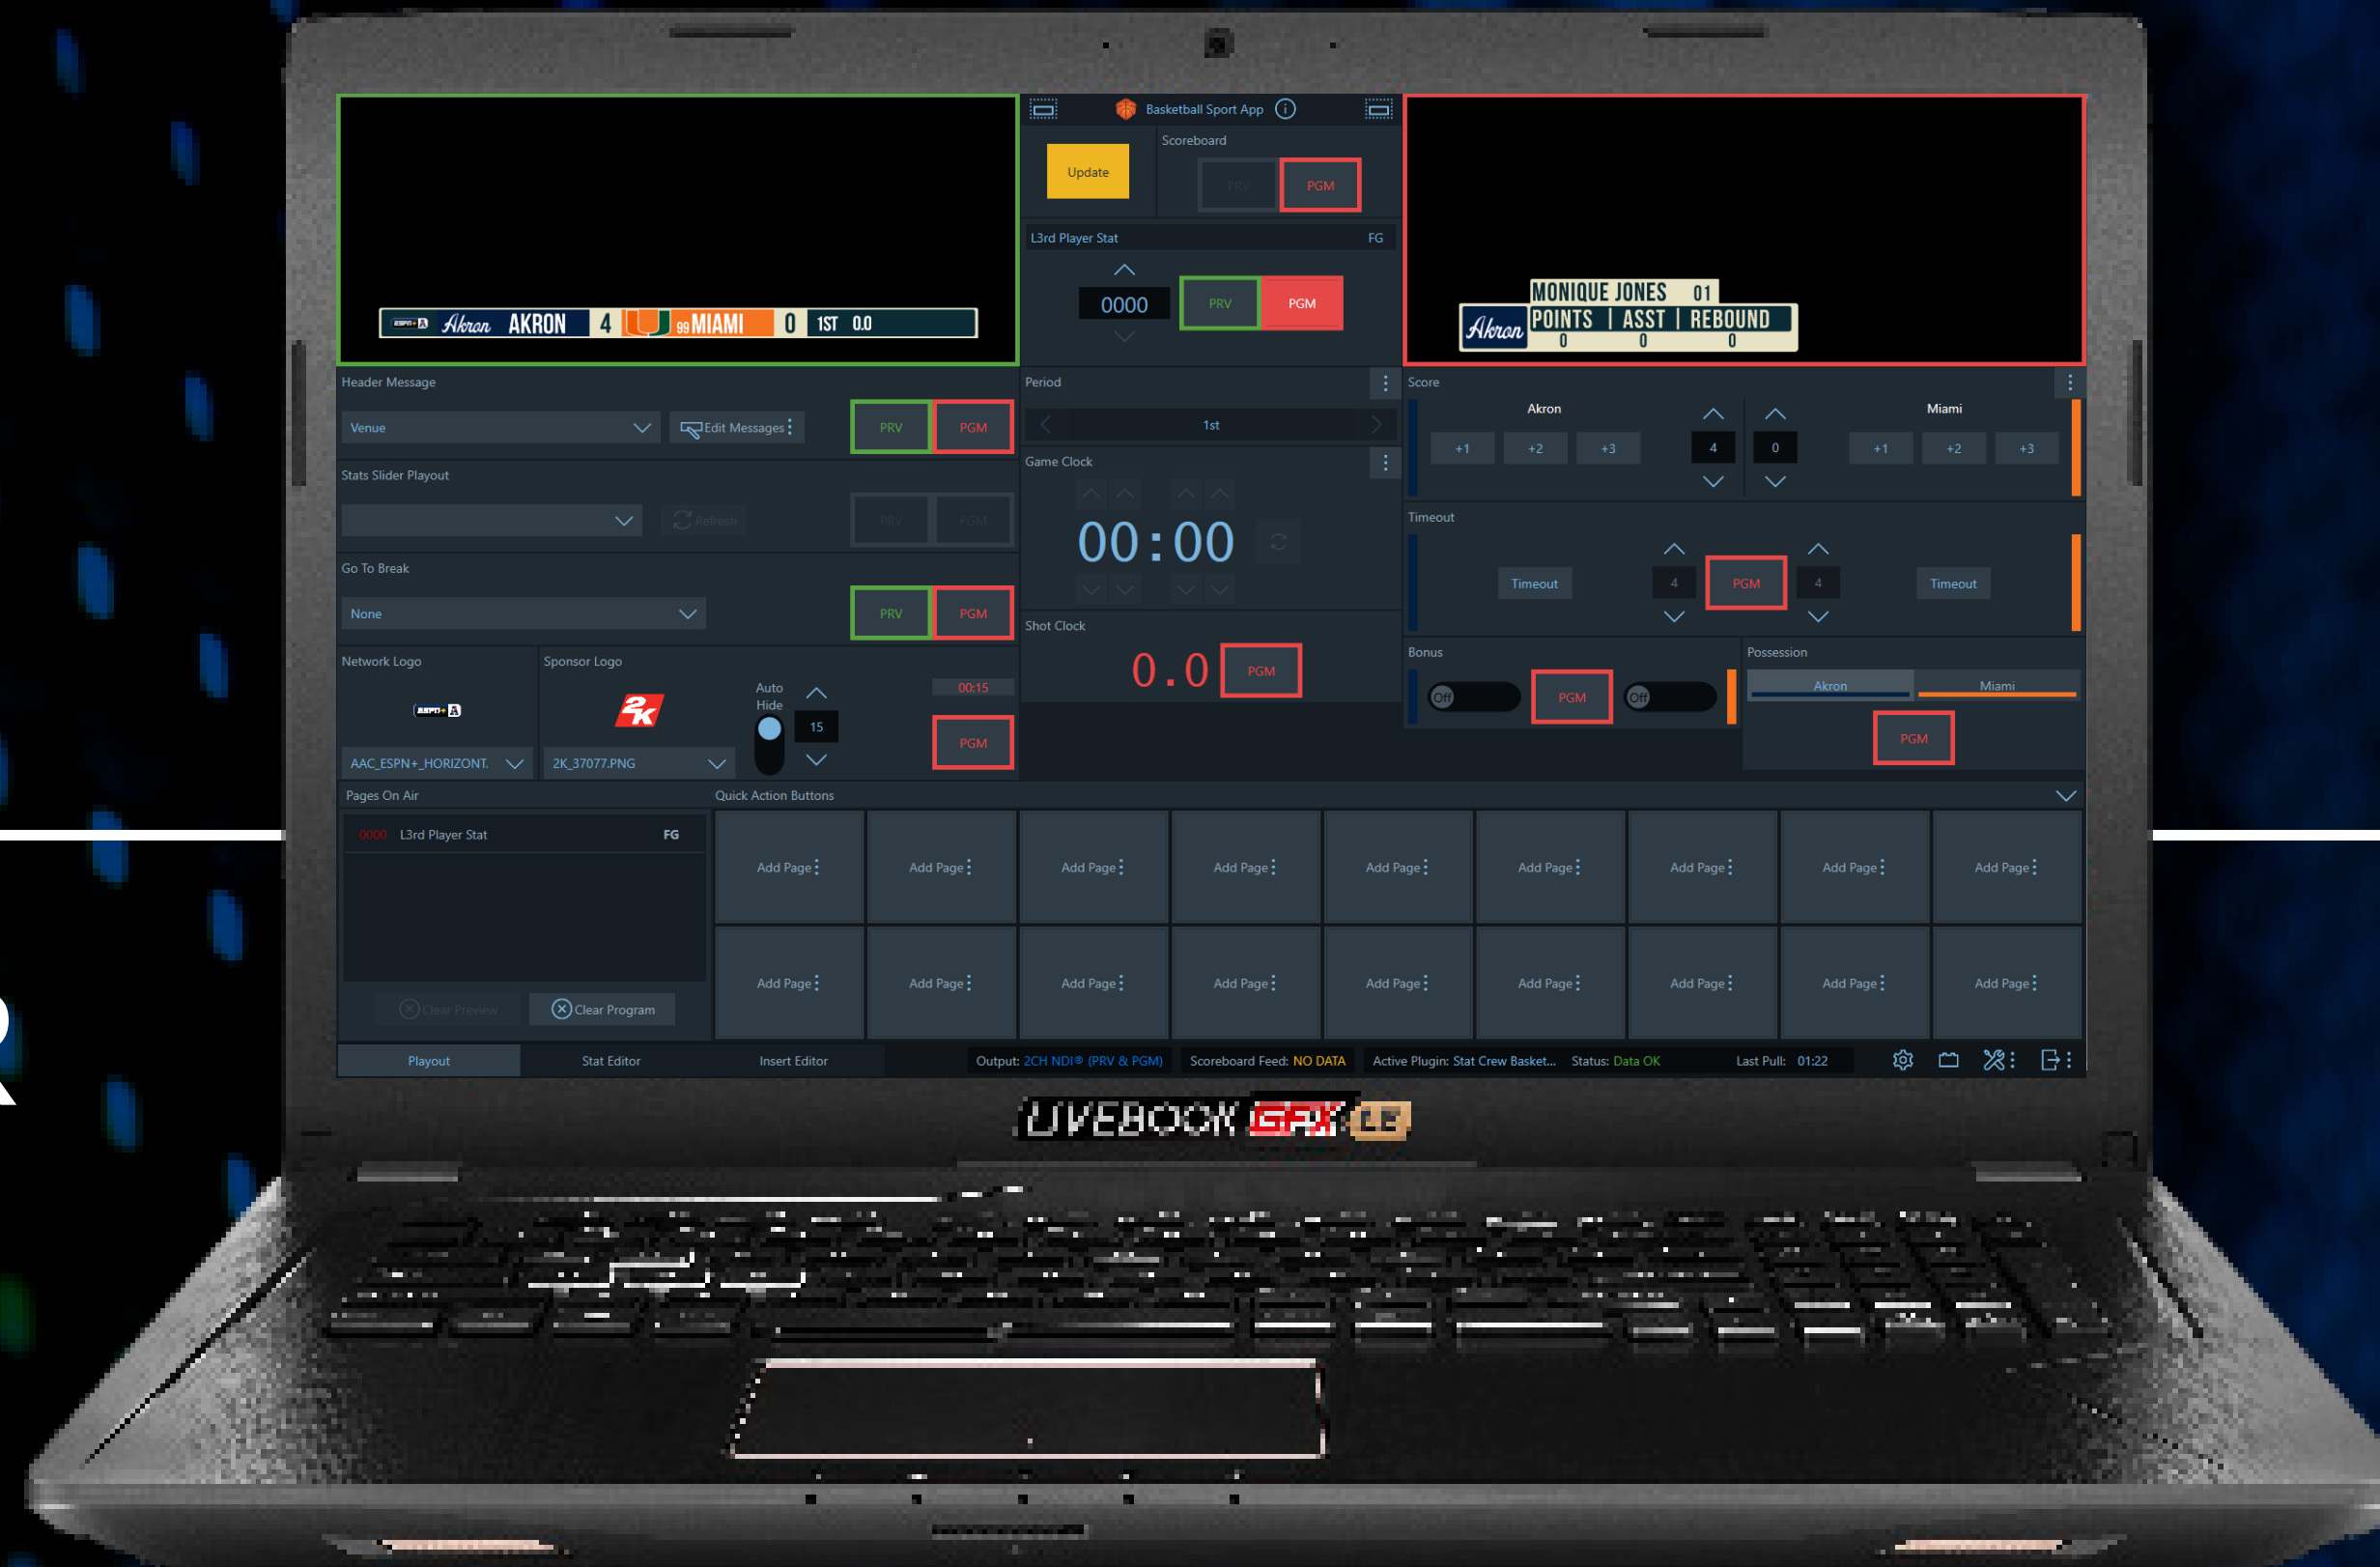 Basketball Sport App
Update
Scoreboard
PRV PGM
L3rd Player Stat FG
0000 PRV PGM
ESPN+ A Akron AKRON 4 99 MIAMI 0 1ST 0.0
MONIQUE JONES 01
Akron POINTS | ASST | REBOUND
0 0 0
Header Message
Venue Edit Messages PRV PGM
Stats Slider Playout
Refresh PRV PGM
Go To Break
None PRV PGM
Network Logo Sponsor Logo
ESPN+ A 2K
Auto Hide 15 00:15
PGM
AAC_ESPN+_HORIZONT. 2K_37077.PNG
Period
1st
Game Clock
00:00
Shot Clock
0.0 PGM
Score
Akron Miami
+1 +2 +3 4 0 +1 +2 +3
Timeout
Timeout 4 PGM 4 Timeout
Bonus Possession
Off PGM Off
Akron Miami
PGM
Pages On Air
0000 L3rd Player Stat FG
Clear Preview Clear Program
Quick Action Buttons
Add Page Add Page Add Page Add Page Add Page Add Page Add Page Add Page Add Page
Add Page Add Page Add Page Add Page Add Page Add Page Add Page Add Page Add Page
Playout Stat Editor Insert Editor Output: 2CH NDI® (PRV & PGM) Scoreboard Feed: NO DATA Active Plugin: Stat Crew Basket... Status: Data OK Last Pull: 01:22
LIVEBOOK GFX LE